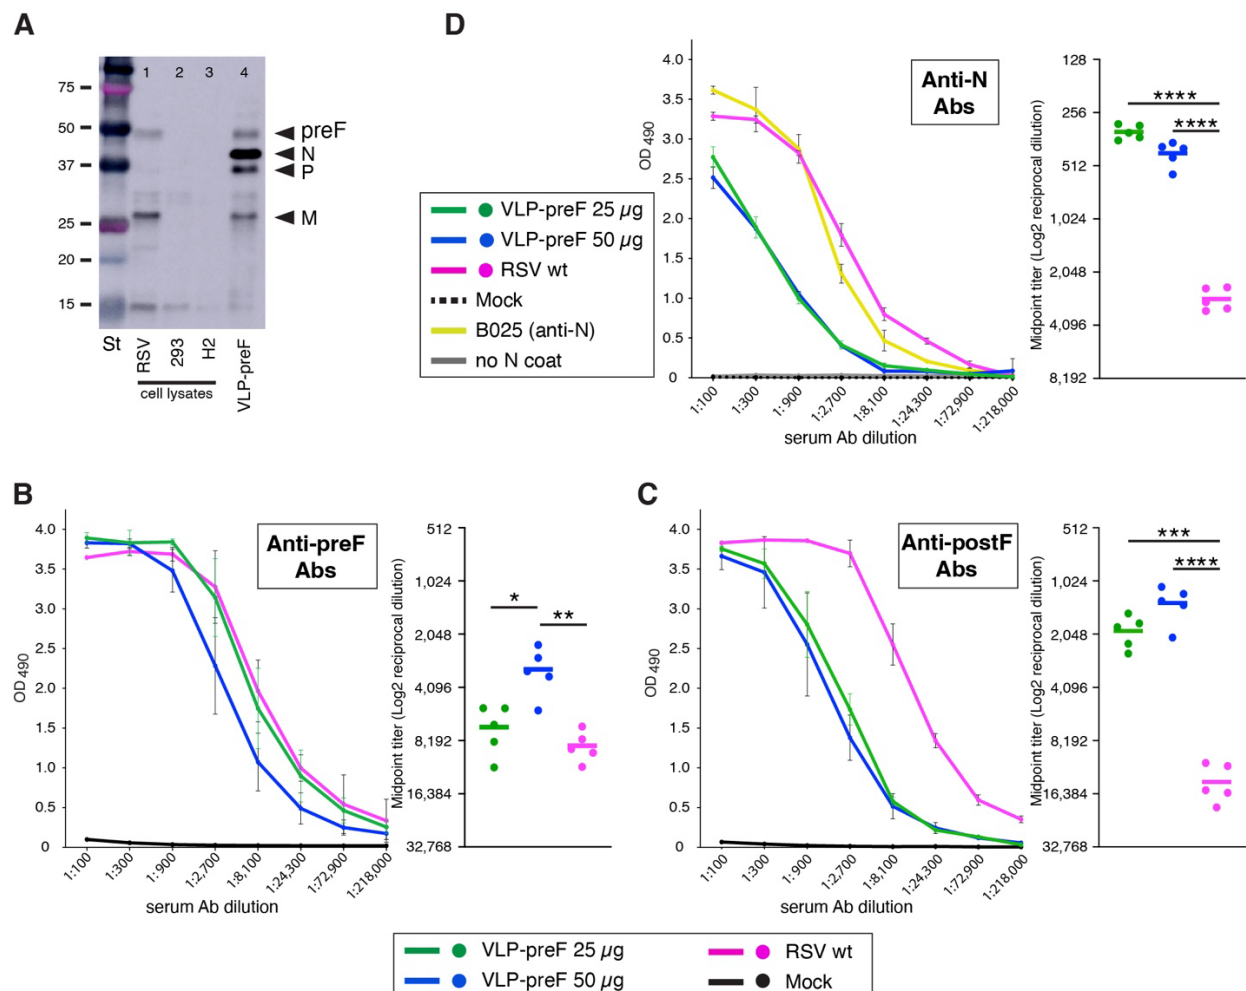 A
1 2 3 4
75
50
37
25
20
15
preF
N
P
M
St
RSV
293
H2
VLP-preF
cell lysates
D
Anti-N
Abs
OD 490
4.0
3.5
3.0
2.5
2.0
1.5
1.0
0.5
0
1:100
1:300
1:900
1:2,700
1:8,100
1:24,300
1:72,900
1:218,000
serum Ab dilution
VLP-preF 25 µg
VLP-preF 50 µg
RSV wt
Mock
B025 (anti-N)
no N coat
Midpoint titer (Log2 reciprocal dilution)
128
256
512
1,024
2,048
4,096
8,192
****
****
B
Anti-preF
Abs
OD 490
4.0
3.5
3.0
2.5
2.0
1.5
1.0
0.5
0
1:100
1:300
1:900
1:2,700
1:8,100
1:24,300
1:72,900
1:218,000
serum Ab dilution
Midpoint titer (Log2 reciprocal dilution)
512
1,024
2,048
4,096
8,192
16,384
32,768
*
**
C
Anti-postF
Abs
OD 490
4.0
3.5
3.0
2.5
2.0
1.5
1.0
0.5
0
1:100
1:300
1:900
1:2,700
1:8,100
1:24,300
1:72,900
1:218,000
serum Ab dilution
Midpoint titer (Log2 reciprocal dilution)
512
1,024
2,048
4,096
8,192
16,384
32,768
***
****
VLP-preF 25 µg
VLP-preF 50 µg
RSV wt
Mock